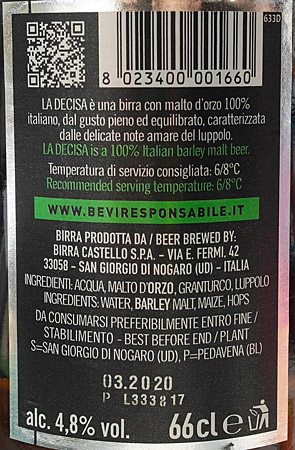 633D
8 023400 001660
LA DECISA è una birra con malto d'orzo 100%
italiano, dal gusto pieno ed equilibrato, caratterizzata
dalle delicate note amare del luppolo.
LA DECISA is a 100% Italian barley malt beer.
Temperatura di servizio consigliata: 6/8°C
Recommended serving temperature: 6/8°C
WWW.BEVIRESPONSABILE.IT
BIRRA PRODOTTA DA / BEER BREWED BY:
BIRRA CASTELLO S.P.A. - VIA E. FERMI, 42
33058 - SAN GIORGIO DI NOGARO (UD) - ITALIA
INGREDIENTI: ACQUA, MALTO D'ORZO, GRANTURCO, LUPPOLO
INGREDIENTS: WATER, BARLEY MALT, MAIZE, HOPS
DA CONSUMARSI PREFERIBILMENTE ENTRO FINE /
STABILIMENTO - BEST BEFORE END / PLANT
S=SAN GIORGIO DI NOGARO (UD), P=PEDAVENA (BL)
03.2020
P L333817
alc. 4,8% vol. 66cl e